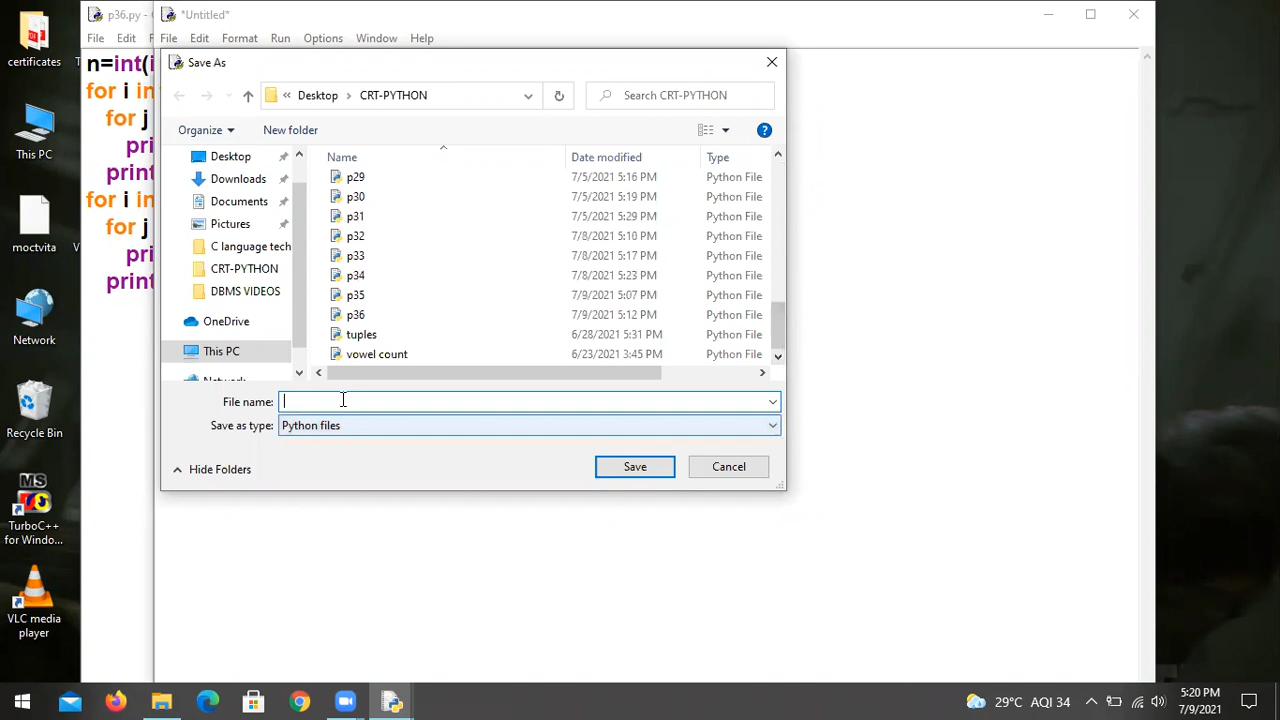 certificates
This PC
moctvita
Network
Recycle Bin
TurboC++
for Windo...
VLC media
player
p36.py -
*Untitled*
File Edit
File Edit Format Run Options Window Help
n=int(i
for i in
for j
pri
print
for i in
for j
pri
print
Save As
« Desktop › CRT-PYTHON
Search CRT-PYTHON
Organize
New folder
Name Date modified Type
Desktop
Downloads
Documents
Pictures
C language tech
CRT-PYTHON
DBMS VIDEOS
OneDrive
This PC
Network
p29 7/5/2021 5:16 PM Python File
p30 7/5/2021 5:19 PM Python File
p31 7/5/2021 5:29 PM Python File
p32 7/8/2021 5:10 PM Python File
p33 7/8/2021 5:17 PM Python File
p34 7/8/2021 5:23 PM Python File
p35 7/9/2021 5:07 PM Python File
p36 7/9/2021 5:12 PM Python File
tuples 6/28/2021 5:31 PM Python File
vowel count 6/23/2021 3:45 PM Python File
File name:
Save as type: Python files
Hide Folders
Save
Cancel
29°C AQI 34
5:20 PM
7/9/2021